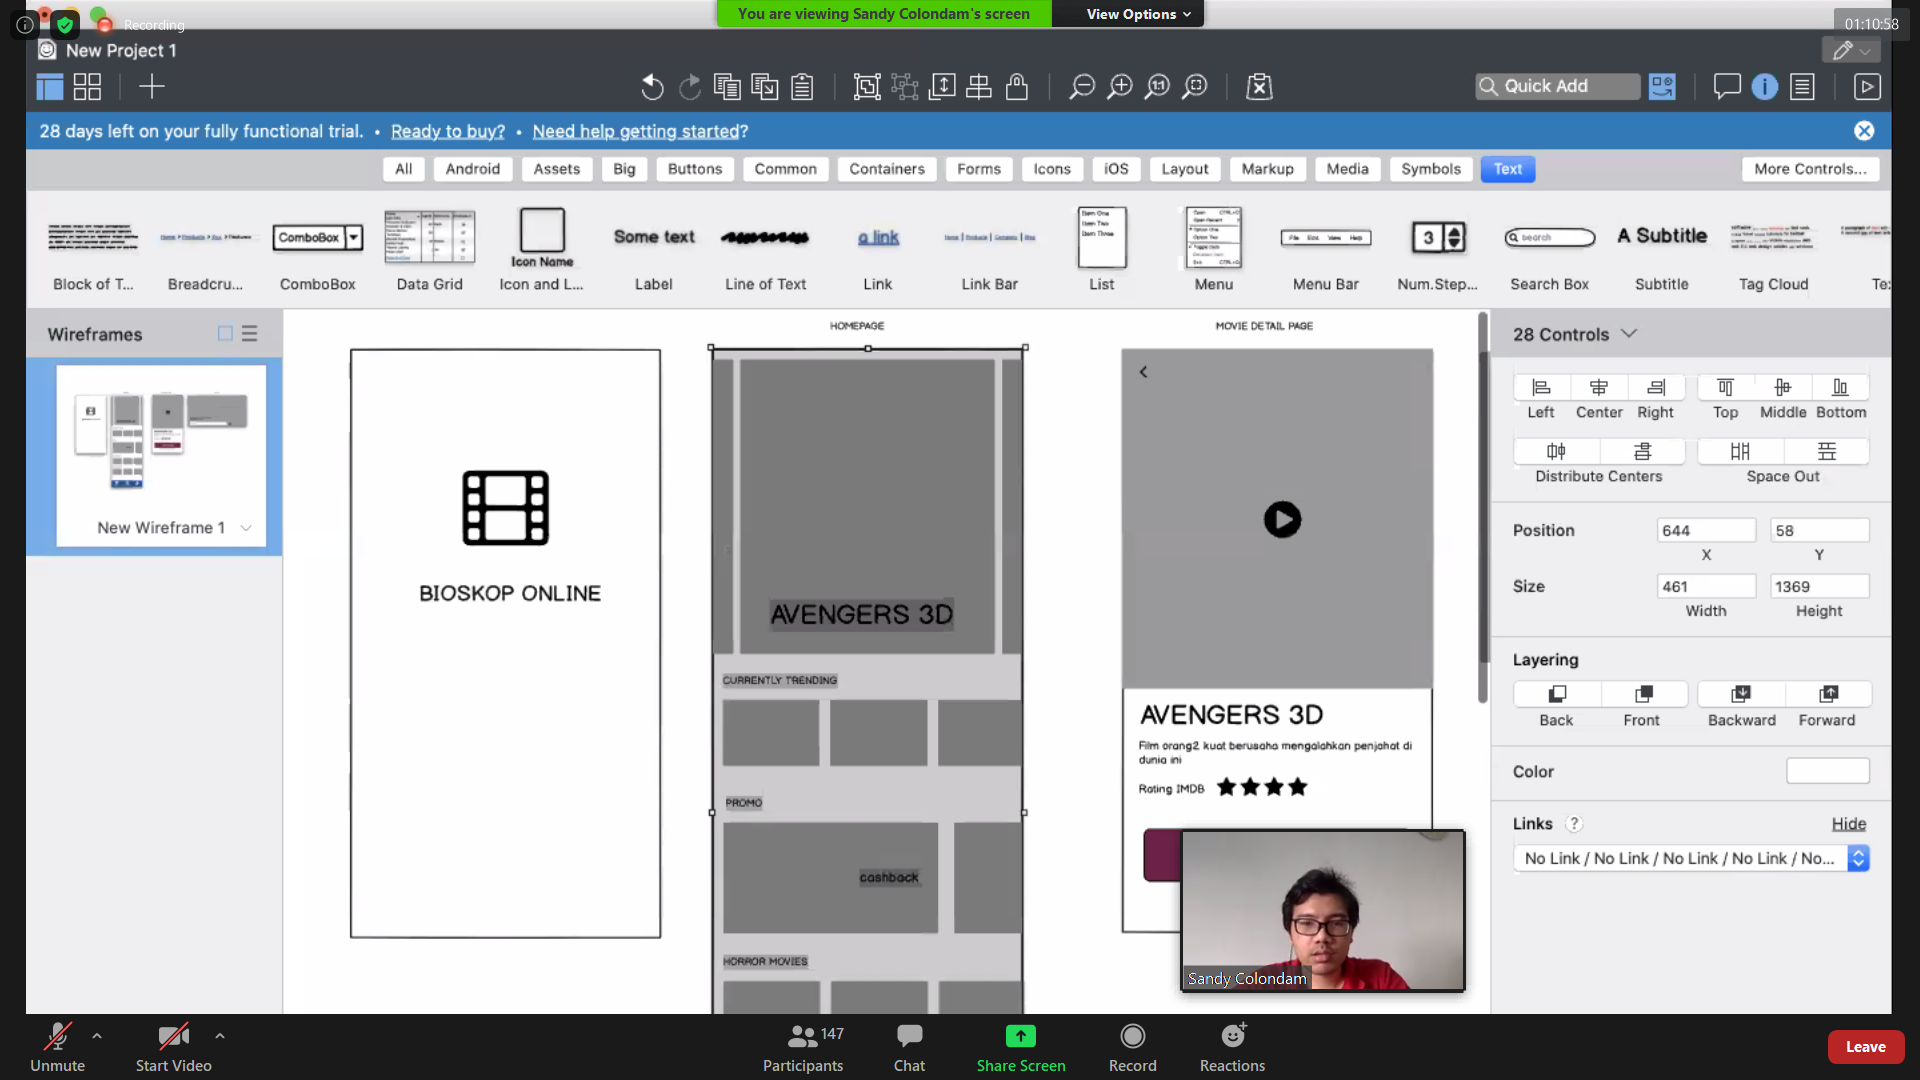 Recording
You are viewing Sandy Colondam's screen
View Options
01:10:58
New Project 1
Quick Add
28 days left on your fully functional trial. • Ready to buy? • Need help getting started?
All
Android
Assets
Big
Buttons
Common
Containers
Forms
Icons
iOS
Layout
Markup
Media
Symbols
Text
More Controls...
ComboBox
Icon Name
Some text
a link
Item One
Item Two
Item Three
3
search
A Subtitle
Block of T...
Breadcru...
ComboBox
Data Grid
Icon and L...
Label
Line of Text
Link
Link Bar
List
Menu
Menu Bar
Num.Step...
Search Box
Subtitle
Tag Cloud
Wireframes
New Wireframe 1
BIOSKOP ONLINE
HOMEPAGE
AVENGERS 3D
CURRENTLY TRENDING
PROMO
cashback
HORROR MOVIES
MOVIE DETAIL PAGE
AVENGERS 3D
Film orang2 kuat berusaha mengalahkan penjahat di
dunia ini
Rating IMDB
Sandy Colondam
28 Controls
Left
Center
Right
Top
Middle
Bottom
Distribute Centers
Space Out
Position
644
58
X
Y
Size
461
1369
Width
Height
Layering
Back
Front
Backward
Forward
Color
Links
?
Hide
No Link / No Link / No Link / No Link / No...
Unmute
Start Video
147
Participants
Chat
Share Screen
Record
Reactions
Leave